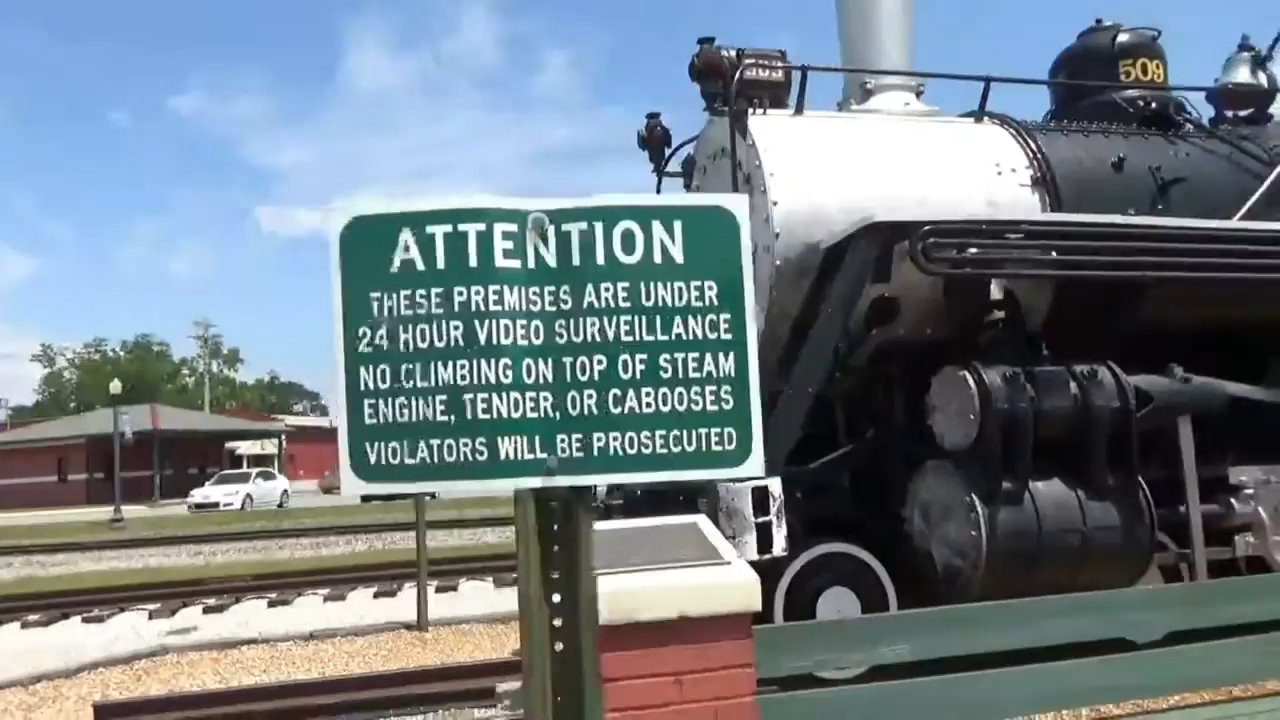 509
ATTENTION
THESE PREMISES ARE UNDER
24 HOUR VIDEO SURVEILLANCE
NO CLIMBING ON TOP OF STEAM
ENGINE, TENDER, OR CABOOSES
VIOLATORS WILL BE PROSECUTED